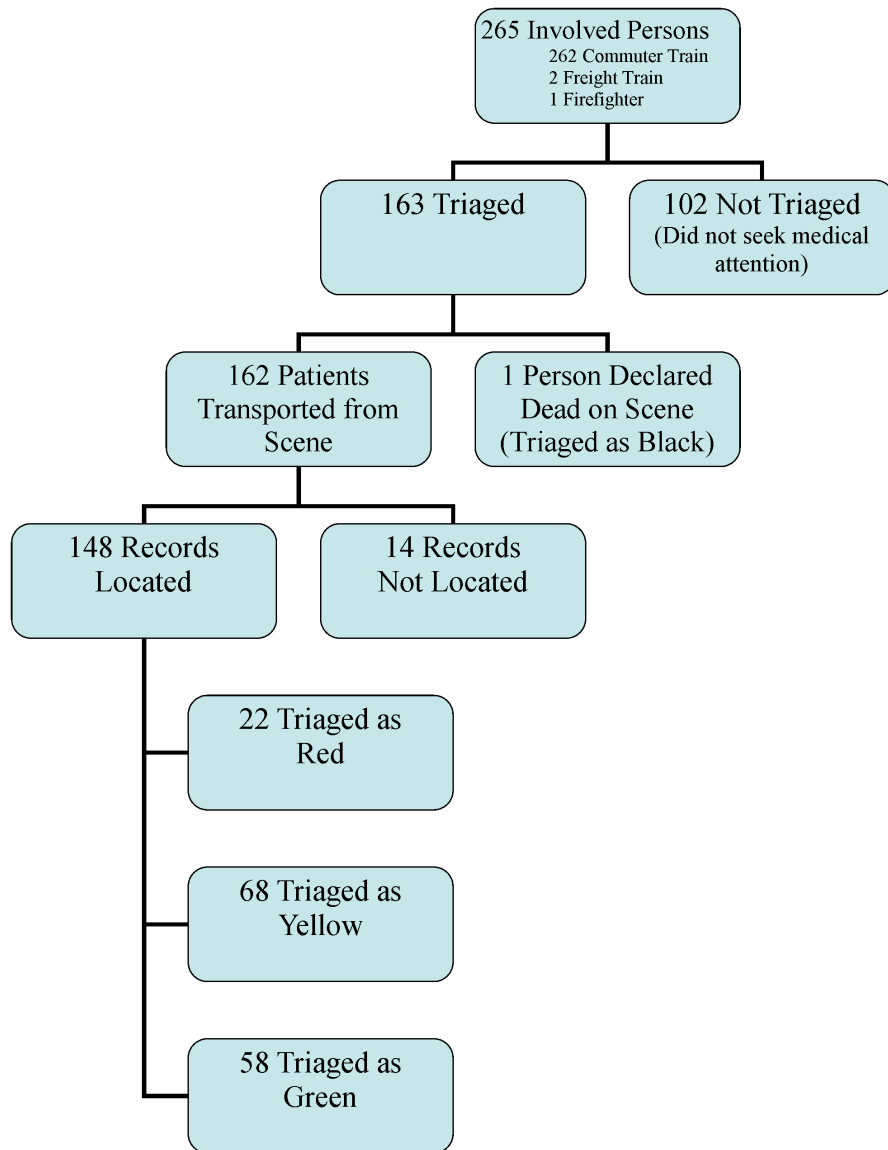 265 Involved Persons
262 Commuter Train
2 Freight Train
1 Firefighter
163 Triaged
102 Not Triaged
(Did not seek medical
attention)
162 Patients
Transported from
Scene
1 Person Declared
Dead on Scene
(Triaged as Black)
148 Records
Located
14 Records
Not Located
22 Triaged as
Red
68 Triaged as
Yellow
58 Triaged as
Green